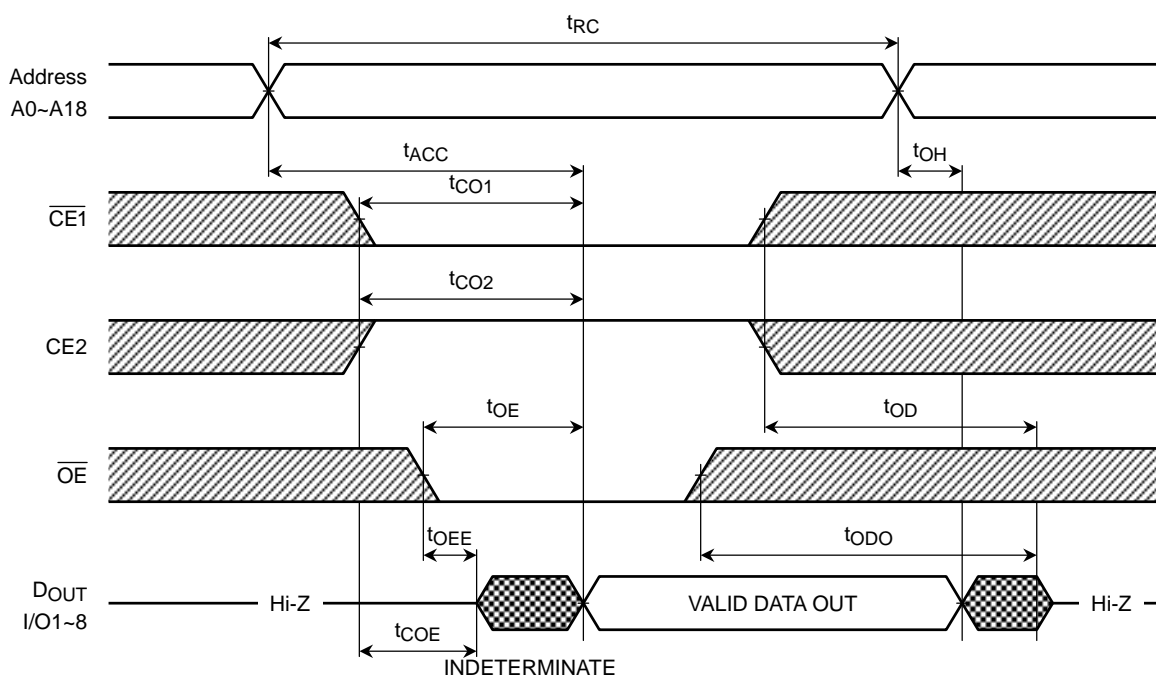 tRC
Address
A0~A18
tACC
tOH
tCO1
CE1
tCO2
CE2
tOE
tOD
OE
tOEE
tODO
DOUT
I/O1~8
Hi-Z
VALID DATA OUT
Hi-Z
tCOE
INDETERMINATE